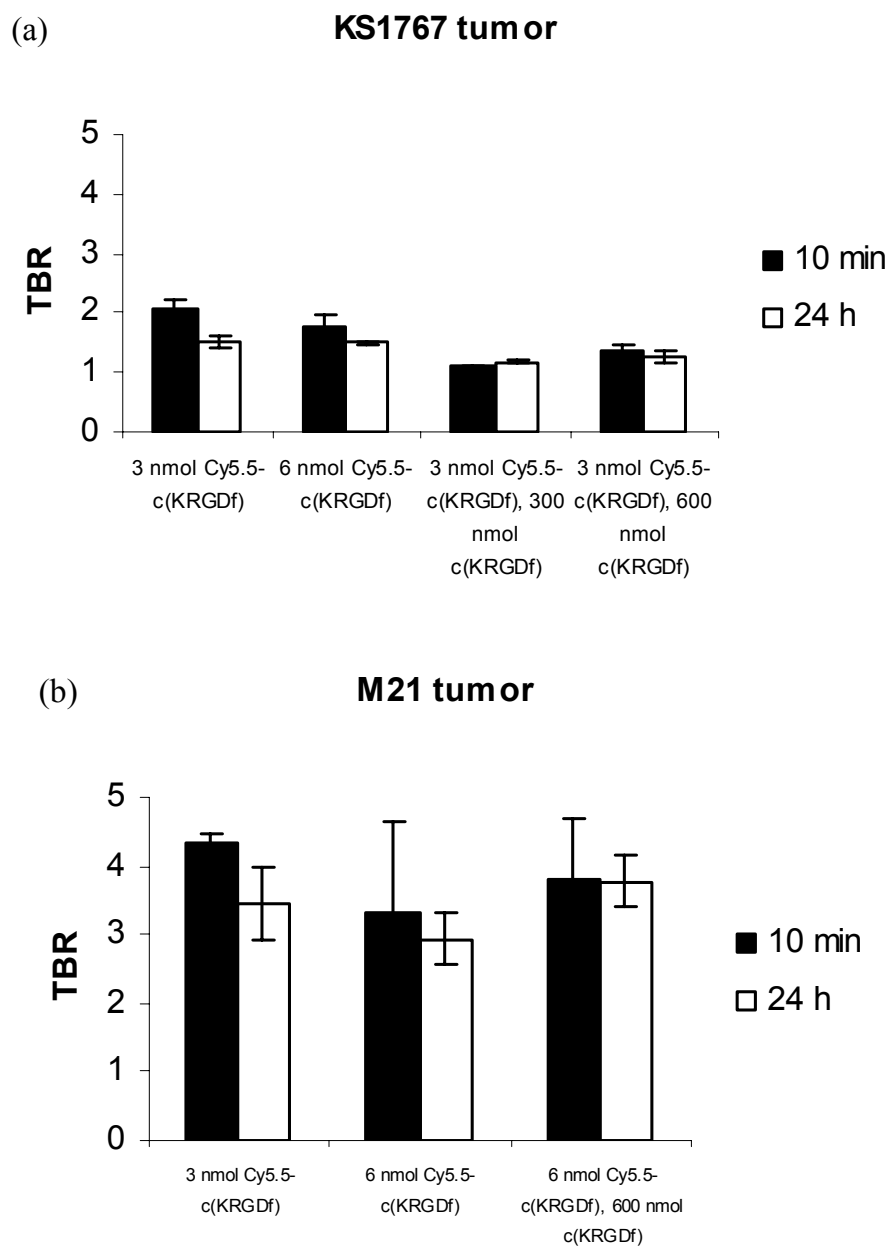 (a)
KS1767 tumor
5
4
3
2
1
0
TBR
10 min
24 h
3 nmol Cy5.5-
c(KRGDf)
6 nmol Cy5.5-
c(KRGDf)
3 nmol Cy5.5-
c(KRGDf), 300
nmol
c(KRGDf)
3 nmol Cy5.5-
c(KRGDf), 600
nmol
c(KRGDf)
(b)
M21 tumor
5
4
3
2
1
0
TBR
10 min
24 h
3 nmol Cy5.5-
c(KRGDf)
6 nmol Cy5.5-
c(KRGDf)
6 nmol Cy5.5-
c(KRGDf), 600 nmol
c(KRGDf)